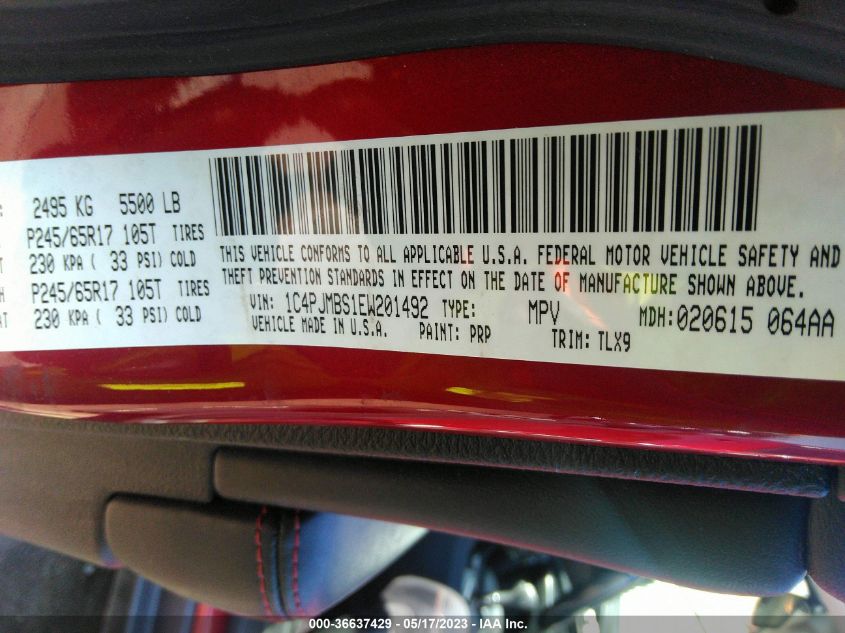 2495 KG 5500 LB
P245/65R17 105T TIRES
230 KPA ( 33 PSI) COLD
P245/65R17 105T TIRES
230 KPA ( 33 PSI) COLD
THIS VEHICLE CONFORMS TO ALL APPLICABLE U.S.A. FEDERAL MOTOR VEHICLE SAFETY AND
THEFT PREVENTION STANDARDS IN EFFECT ON THE DATE OF MANUFACTURE SHOWN ABOVE.
VIN: 1C4PJMBS1EW201492 TYPE: MPV MDH:020615 064AA
VEHICLE MADE IN U.S.A. PAINT: PRP TRIM: TLX9
000-36637429 - 05/17/2023 - IAA Inc.